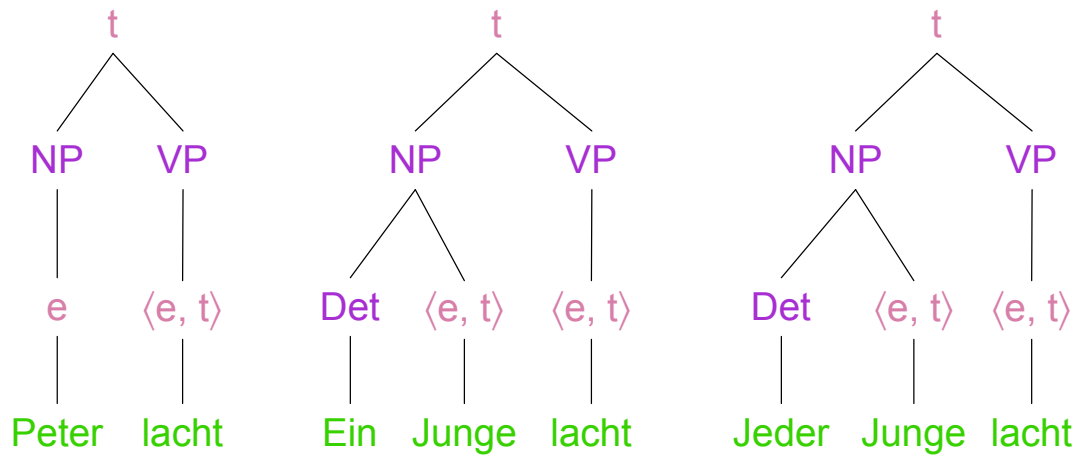 t t t
NP VP NP VP NP VP
e ⟨e, t⟩ Det ⟨e, t⟩ ⟨e, t⟩ Det ⟨e, t⟩ ⟨e, t⟩
Peter lacht Ein Junge lacht Jeder Junge lacht